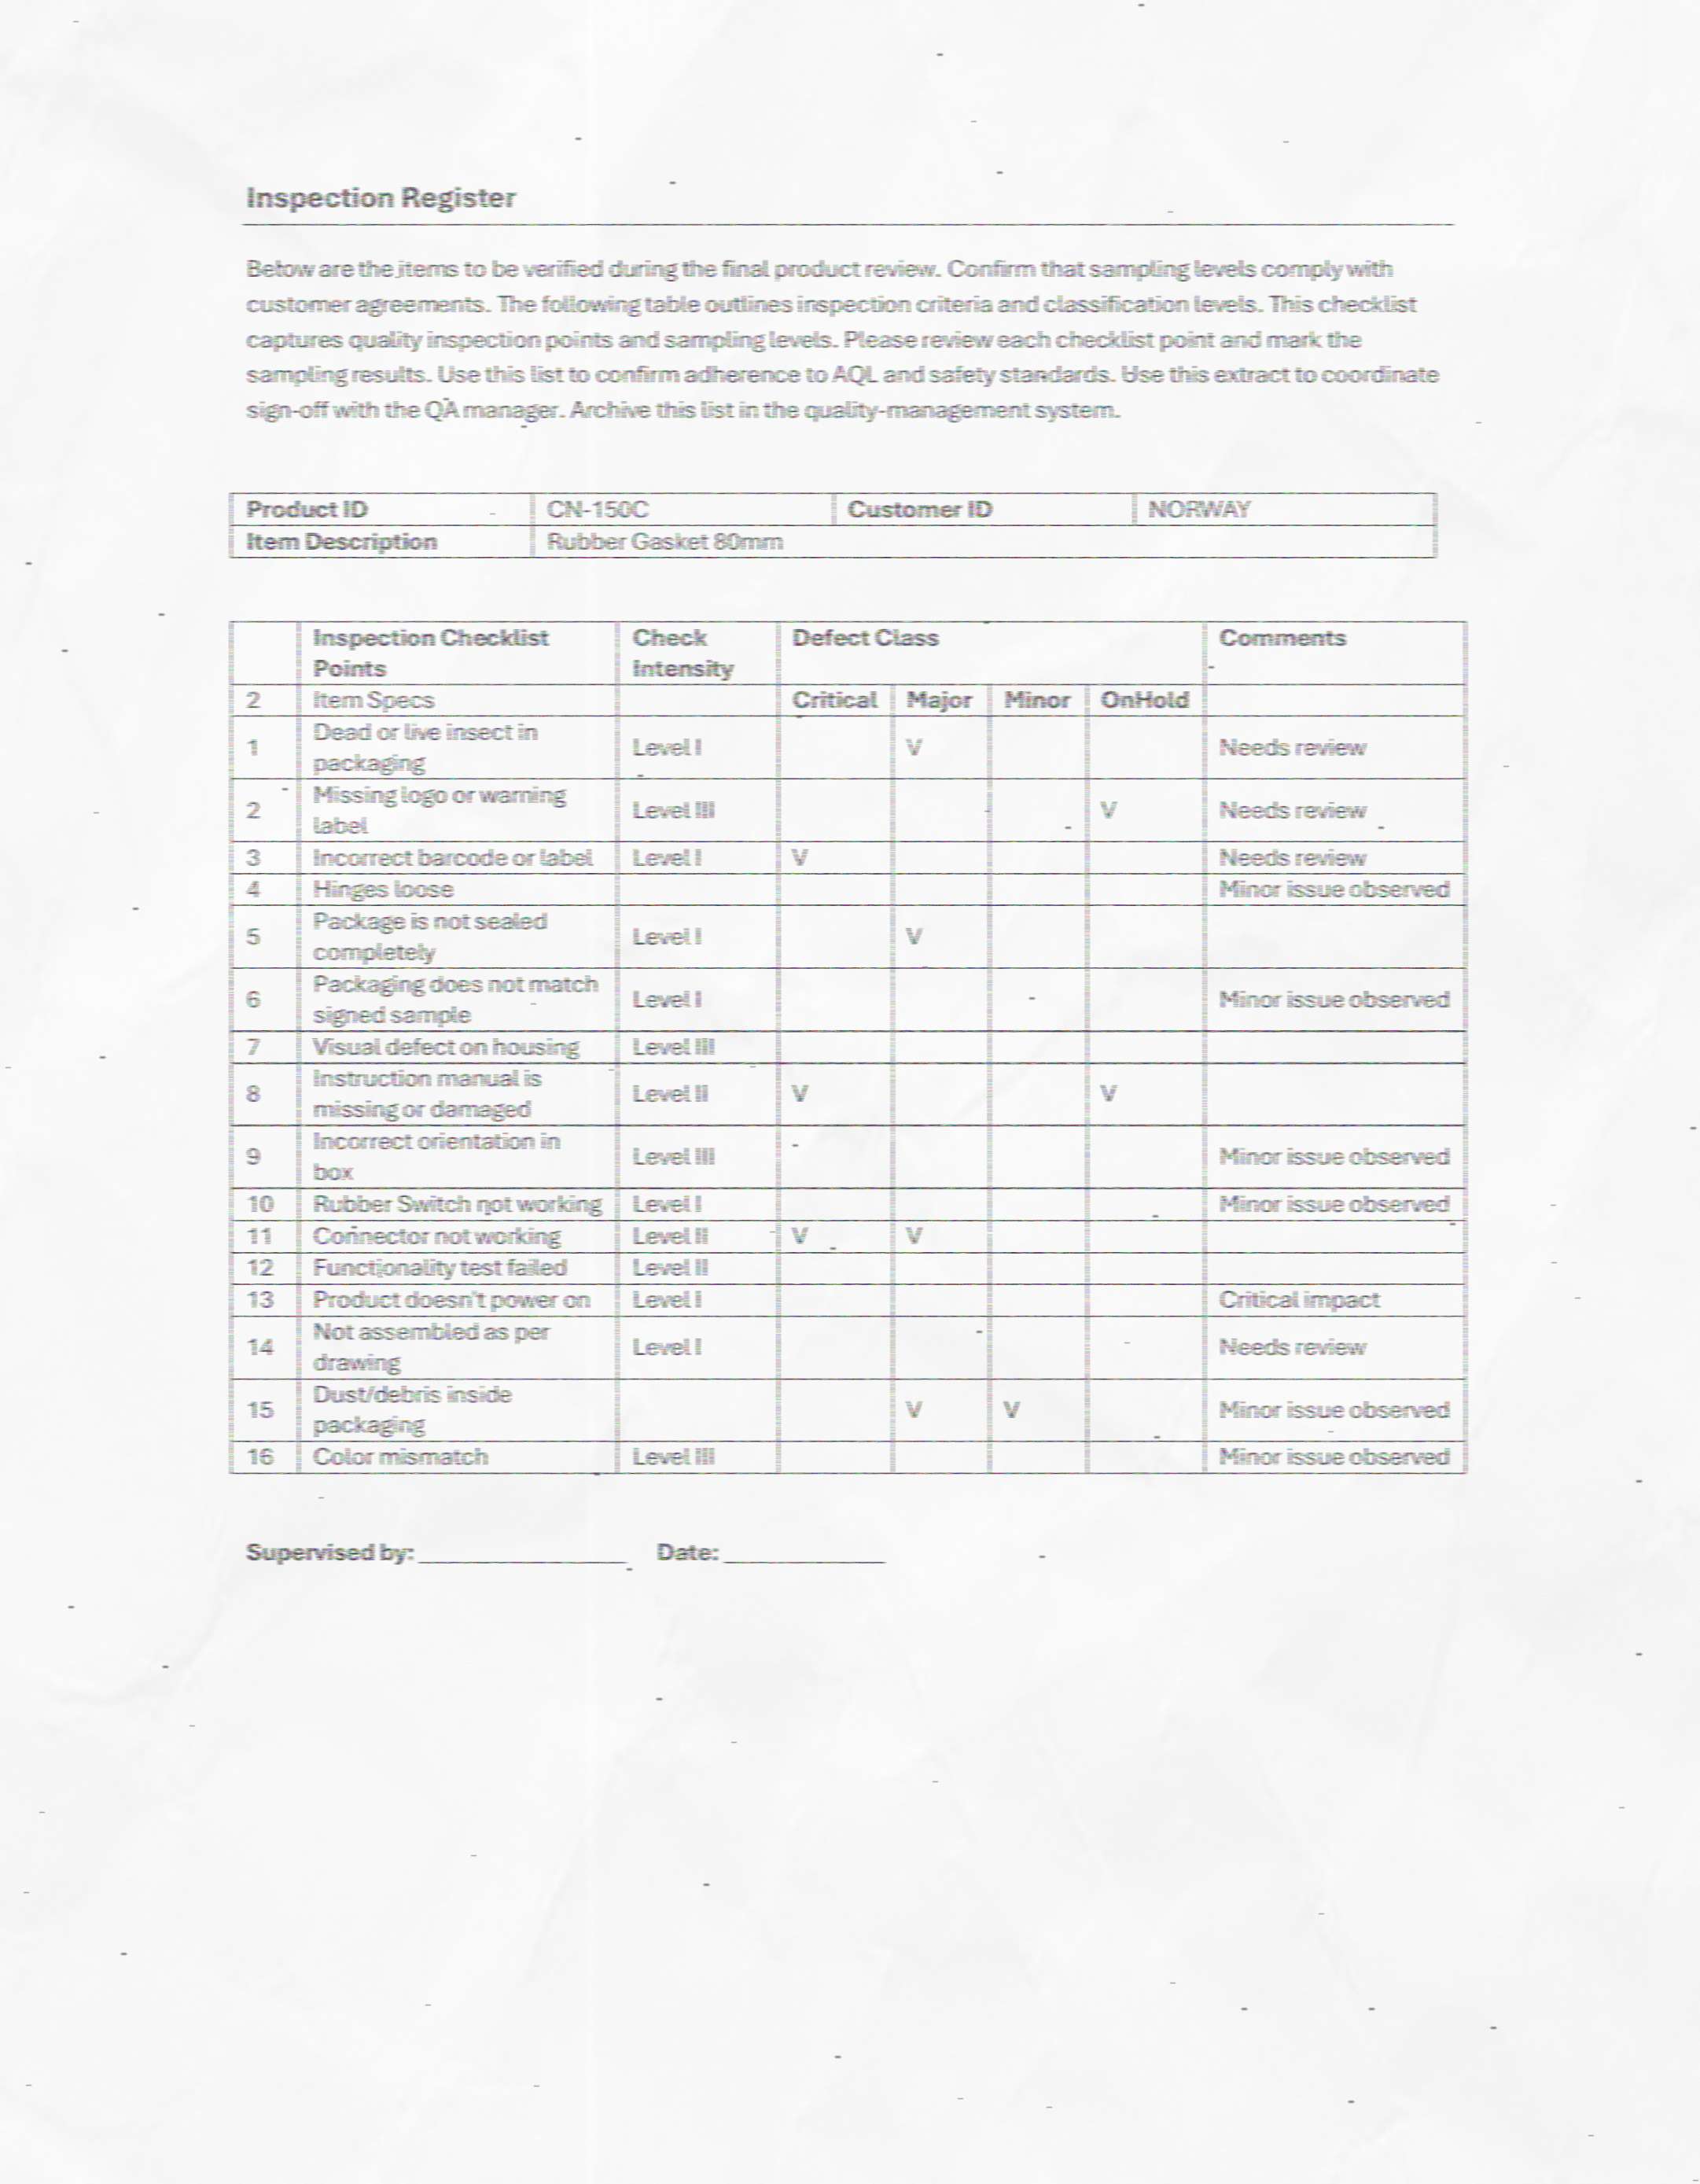 Inspection Register
Below are the items to be verified during the final product review. Confirm that sampling levels comply with
customer agreements. The following table outlines inspection criteria and classification levels. This checklist
captures quality inspection points and sampling levels. Please review each checklist point and mark the
sampling results. Use this list to confirm adherence to AQL and safety standards. Use this extract to coordinate
sign-off with the QA manager. Archive this list in the quality-management system.
Product ID CN-150C Customer ID NORWAY
Item Description Rubber Gasket 80mm
Inspection Checklist Check Defect Class Comments
Points Intensity
2 Item Specs Critical Major Minor OnHold
Dead or live insect in
1 Level I V Needs review
packaging
Missing logo or warning
2 Level III V Needs review
label
3 Incorrect barcode or label Level I V Needs review
4 Hinges loose Minor issue observed
Package is not sealed
5 Level I V
completely
Packaging does not match
6 Level I Minor issue observed
signed sample
7 Visual defect on housing Level III
Instruction manual is
8 Level II V V
missing or damaged
Incorrect orientation in
9 Level III Minor issue observed
box
10 Rubber Switch not working Level I Minor issue observed
11 Connector not working Level II V V
12 Functionality test failed Level II
13 Product doesn't power on Level I Critical impact
Not assembled as per
14 Level I Needs review
drawing
Dust/debris inside
15 V V Minor issue observed
packaging
16 Color mismatch Level III Minor issue observed
Supervised by: Date: